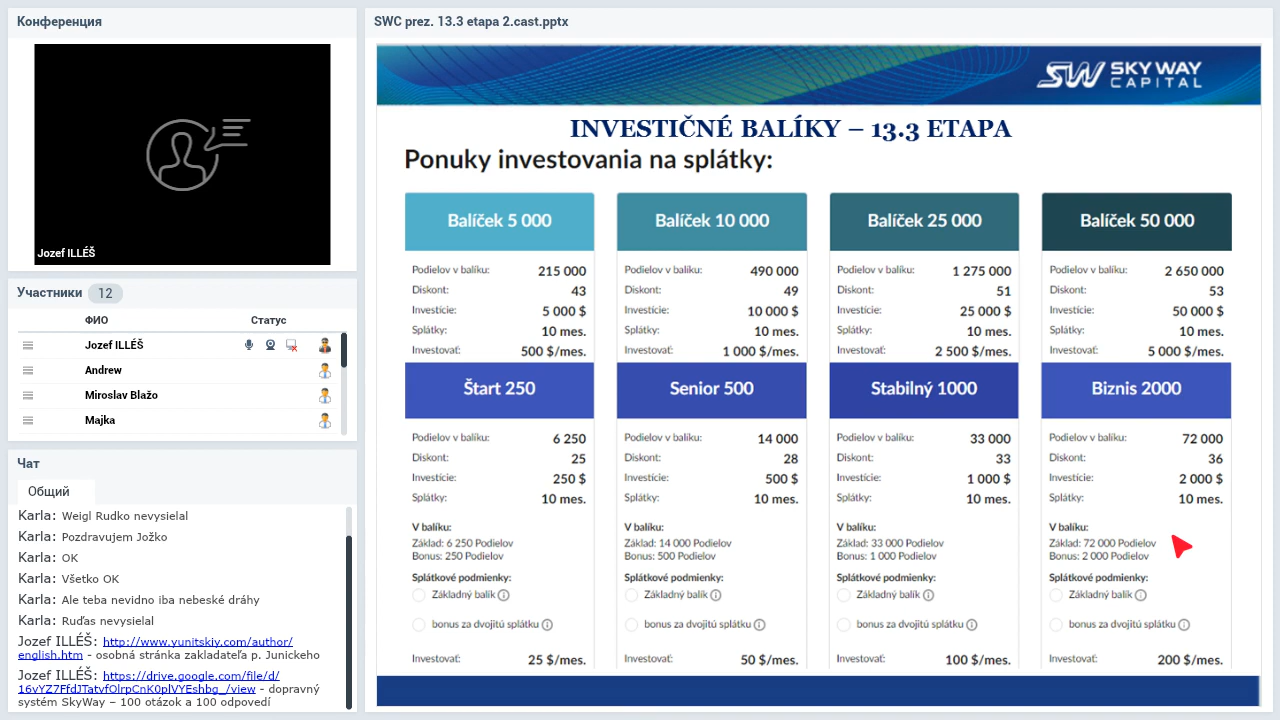 Конференция
Jozef ILLÉŠ
Участники 12
ФИО Статус
Jozef ILLÉŠ
Andrew
Miroslav Blažo
Majka
Чат
Общий
Karla: Weigl Rudko nevysielal
Karla: Pozdravujem Jožko
Karla: OK
Karla: Všetko OK
Karla: Ale teba nevidno iba nebeské dráhy
Karla: Ruďas nevysielal
Jozef ILLÉŠ: http://www.yunitskiy.com/author/
english.htm - osobná stránka zakladateľa p. Junickeho
Jozef ILLÉŠ: https://drive.google.com/file/d/
16vYZ7FfdJTatvfOlrpCnK0plVYEshbg_/view - dopravný
systém SkyWay – 100 otázok a 100 odpovedí
SWC prez. 13.3 etapa 2.cast.pptx
SW SKY WAY
CAPITAL
INVESTIČNÉ BALÍKY – 13.3 ETAPA
Ponuky investovania na splátky:
Balíček 5 000 Balíček 10 000 Balíček 25 000 Balíček 50 000
Podielov v balíku: 215 000 Podielov v balíku: 490 000 Podielov v balíku: 1 275 000 Podielov v balíku: 2 650 000
Diskont: 43 Diskont: 49 Diskont: 51 Diskont: 53
Investície: 5 000 $ Investície: 10 000 $ Investície: 25 000 $ Investície: 50 000 $
Splátky: 10 mes. Splátky: 10 mes. Splátky: 10 mes. Splátky: 10 mes.
Investovať: 500 $/mes. Investovať: 1 000 $/mes. Investovať: 2 500 $/mes. Investovať: 5 000 $/mes.
Štart 250 Senior 500 Stabilný 1000 Biznis 2000
Podielov v balíku: 6 250 Podielov v balíku: 14 000 Podielov v balíku: 33 000 Podielov v balíku: 72 000
Diskont: 25 Diskont: 28 Diskont: 33 Diskont: 36
Investície: 250 $ Investície: 500 $ Investície: 1 000 $ Investície: 2 000 $
Splátky: 10 mes. Splátky: 10 mes. Splátky: 10 mes. Splátky: 10 mes.
V balíku: V balíku: V balíku: V balíku:
Základ: 6 250 Podielov Základ: 14 000 Podielov Základ: 33 000 Podielov Základ: 72 000 Podielov
Bonus: 250 Podielov Bonus: 500 Podielov Bonus: 1 000 Podielov Bonus: 2 000 Podielov
Splátkové podmienky: Splátkové podmienky: Splátkové podmienky: Splátkové podmienky:
Základný balík Základný balík Základný balík Základný balík
bonus za dvojitú splátku bonus za dvojitú splátku bonus za dvojitú splátku bonus za dvojitú splátku
Investovať: 25 $/mes. Investovať: 50 $/mes. Investovať: 100 $/mes. Investovať: 200 $/mes.